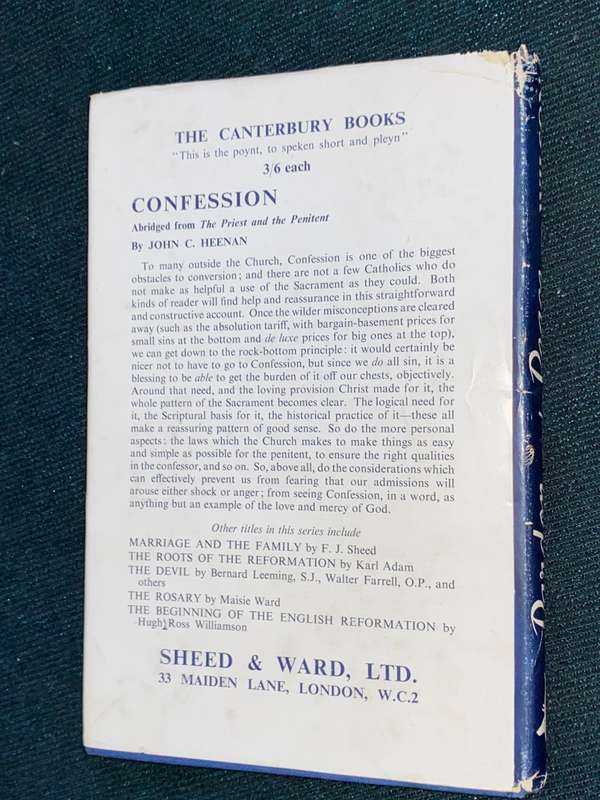 THE CANTERBURY BOOKS
"This is the poynt, to speken short and pleyn"
3/6 each
CONFESSION
Abridged from The Priest and the Penitent
By JOHN C. HEENAN
To many outside the Church, Confession is one of the biggest
obstacles to conversion; and there are not a few Catholics who do
not make as helpful a use of the Sacrament as they could. Both
kinds of reader will find help and reassurance in this straightforward
and constructive account. Once the wilder misconceptions are cleared
away (such as the absolution tariff, with bargain-basement prices for
small sins at the bottom and de luxe prices for big ones at the top),
we can get down to the rock-bottom principle: it would certainly be
nicer not to have to go to Confession, but since we do all sin, it is a
blessing to be able to get the burden of it off our chests, objectively.
Around that need, and the loving provision Christ made for it, the
whole pattern of the Sacrament becomes clear. The logical need for
it, the Scriptural basis for it, the historical practice of it—these all
make a reassuring pattern of good sense. So do the more personal
aspects: the laws which the Church makes to make things as easy
and simple as possible for the penitent, to ensure the right qualities
in the confessor, and so on. So, above all, do the considerations which
can effectively prevent us from fearing that our admissions will
arouse either shock or anger; from seeing Confession, in a word, as
anything but an example of the love and mercy of God.
Other titles in this series include
MARRIAGE AND THE FAMILY by F. J. Sheed
THE ROOTS OF THE REFORMATION by Karl Adam
THE DEVIL by Bernard Leeming, S.J., Walter Farrell, O.P., and
others
THE ROSARY by Maisie Ward
THE BEGINNING OF THE ENGLISH REFORMATION by
Hugh Ross Williamson
SHEED & WARD, LTD.
33 MAIDEN LANE, LONDON, W.C.2